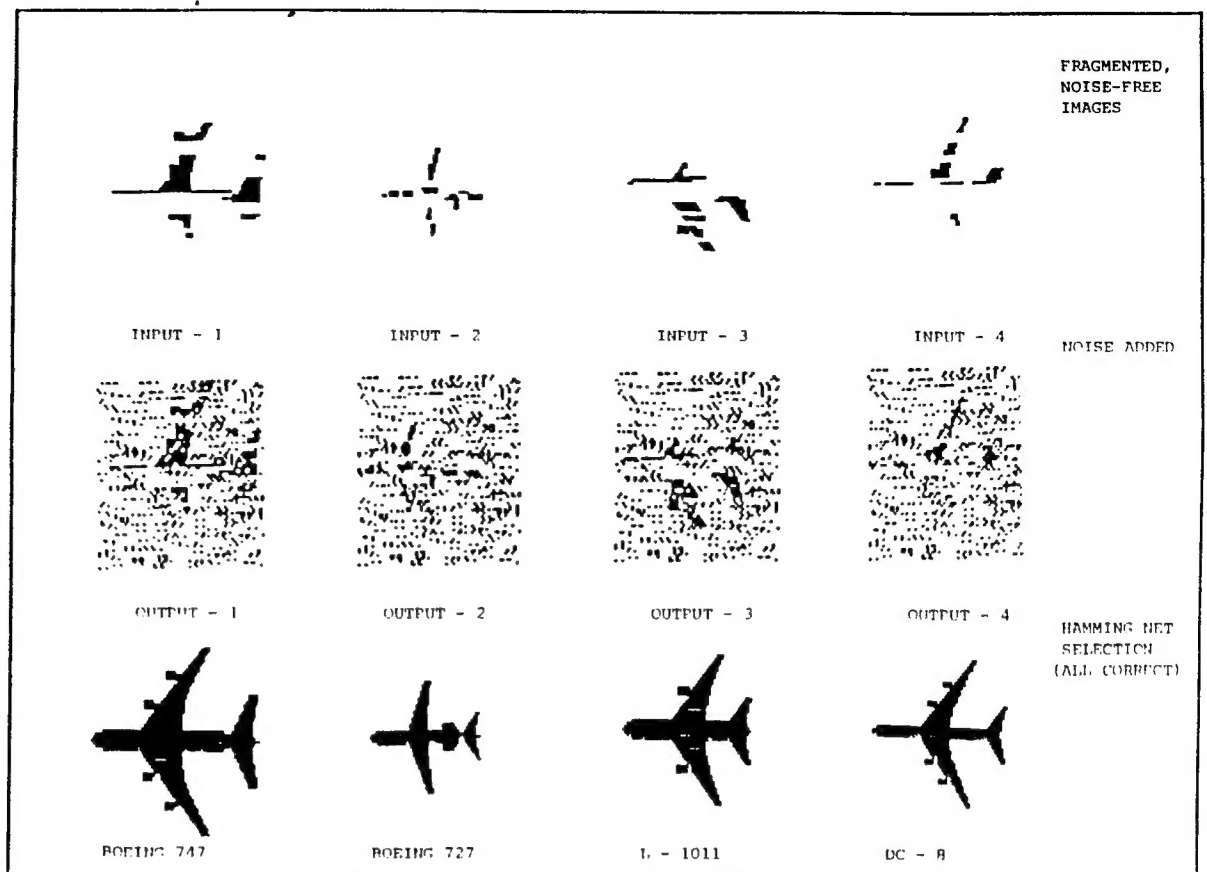 FRAGMENTED,
NOISE-FREE
IMAGES
INPUT - 1 INPUT - 2 INPUT - 3 INPUT - 4
NOISE ADDED
OUTPUT - 1 OUTPUT - 2 OUTPUT - 3 OUTPUT - 4
HAMMING NET
SELECTION
(ALL CORRECT)
BOEING 747 BOEING 727 L - 1011 DC - 8